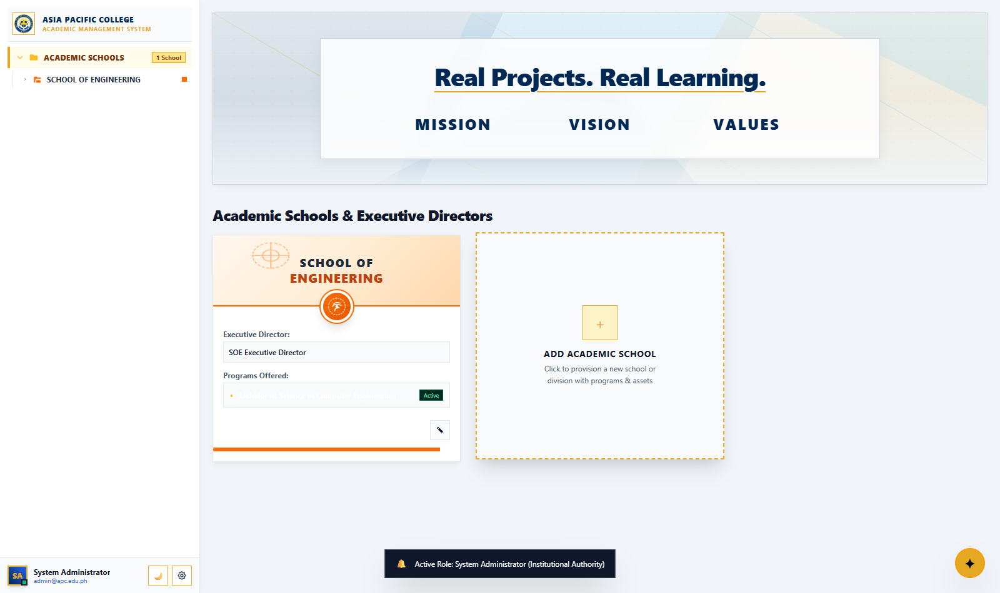 ASIA PACIFIC COLLEGE
ACADEMIC MANAGEMENT SYSTEM
ACADEMIC SCHOOLS
1 School
SCHOOL OF ENGINEERING
Real Projects. Real Learning.
MISSION
VISION
VALUES
Academic Schools & Executive Directors
SCHOOL OF
ENGINEERING
Executive Director:
SOE Executive Director
Programs Offered:
Bachelor of Science in Computer Engineering
Active
ADD ACADEMIC SCHOOL
Click to provision a new school or
division with programs & assets
SA
System Administrator
admin@apc.edu.ph
Active Role: System Administrator (Institutional Authority)